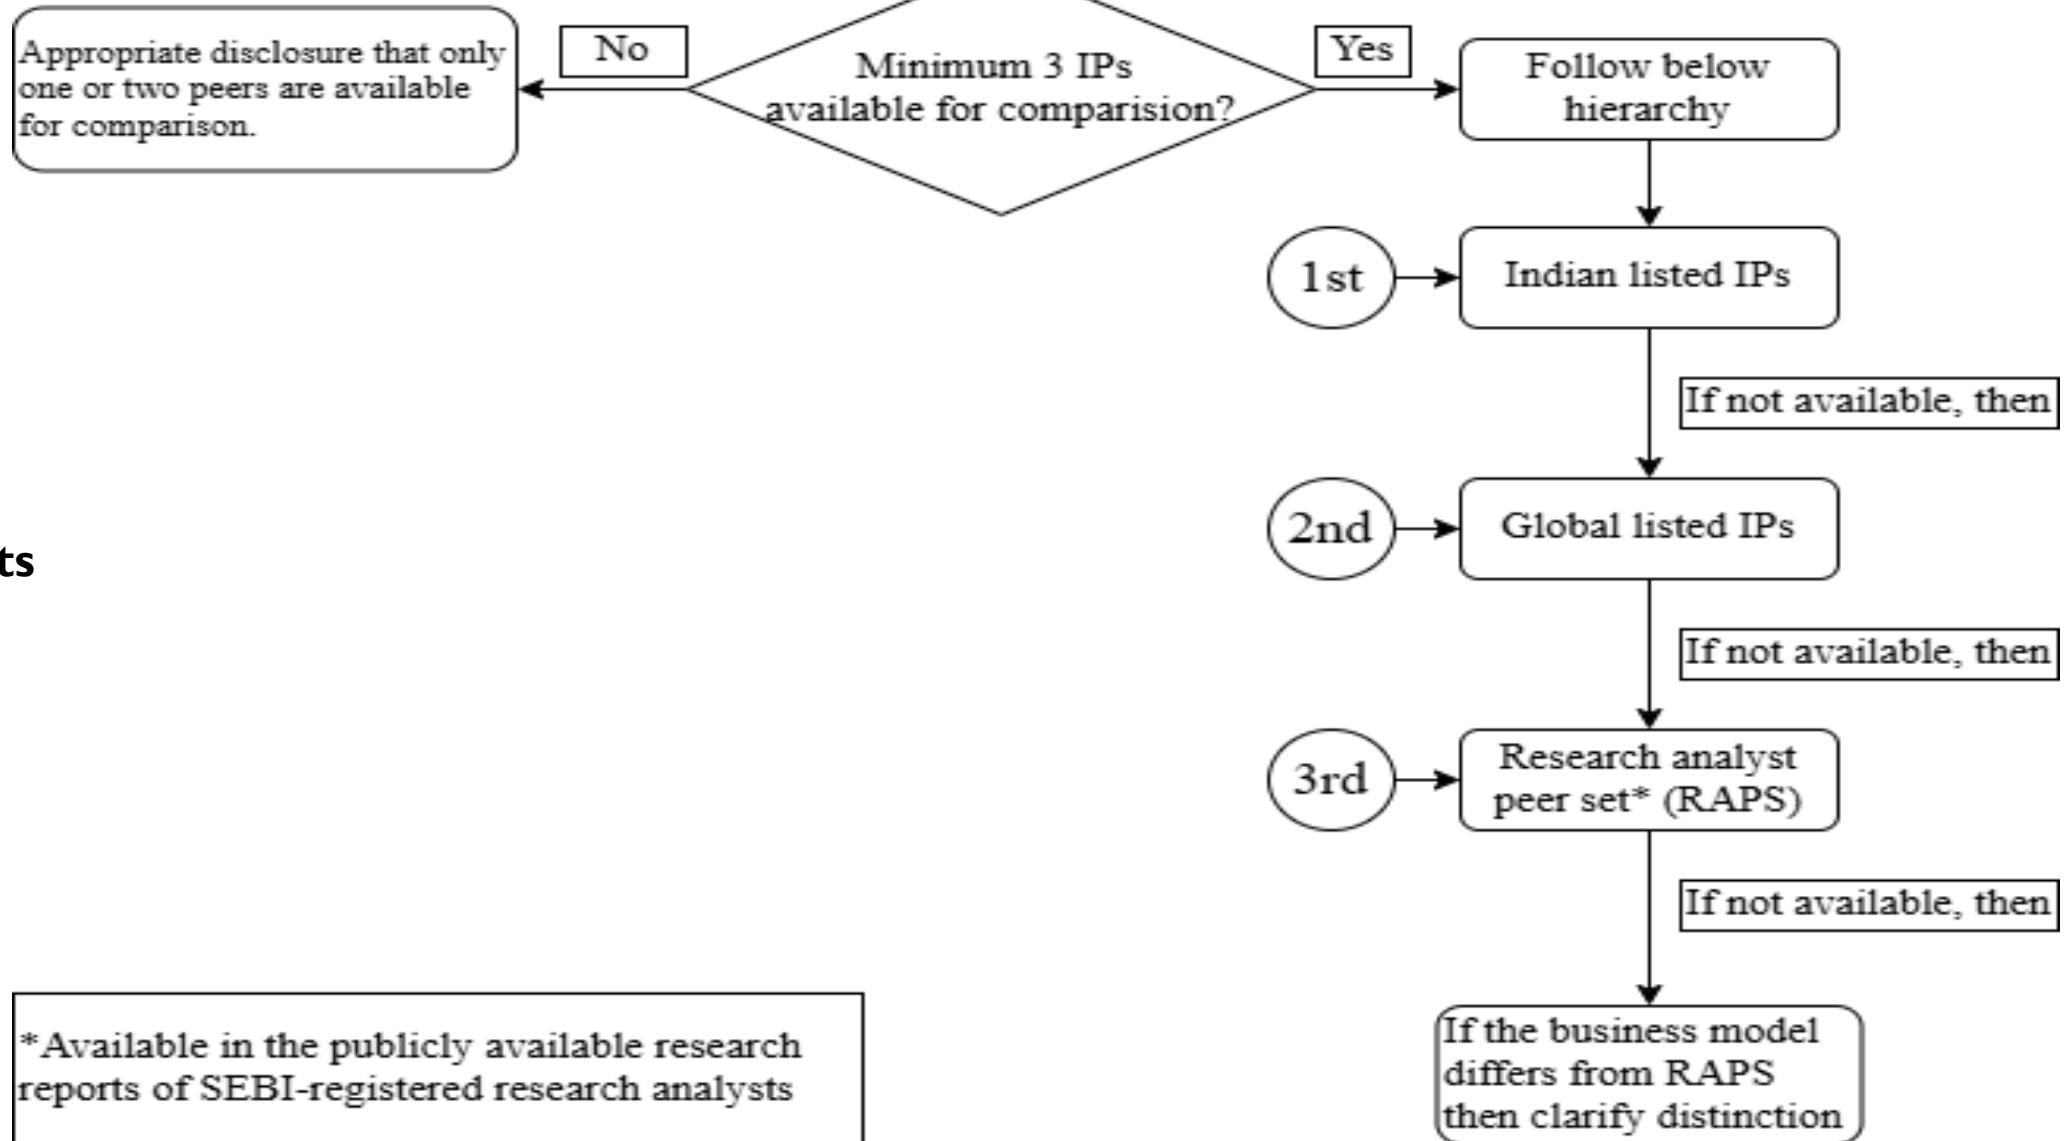 Appropriate disclosure that only
one or two peers are available
for comparison.
No
Minimum 3 IPs
available for comparision?
Yes
Follow below
hierarchy
1st
Indian listed IPs
If not available, then
2nd
Global listed IPs
ts
If not available, then
3rd
Research analyst
peer set* (RAPS)
If not available, then
*Available in the publicly available research
reports of SEBI-registered research analysts
If the business model
differs from RAPS
then clarify distinction